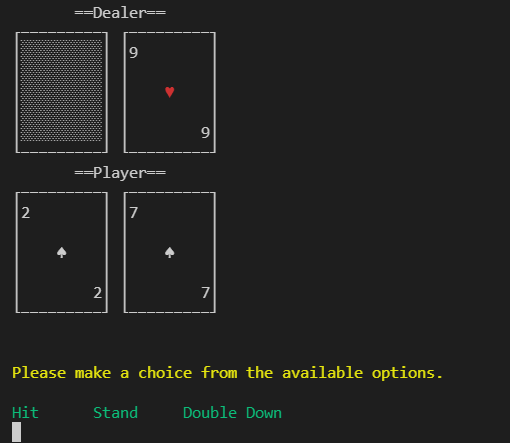 ==Dealer==
9
♥
9
==Player==
2 7
♠ ♠
2 7
Please make a choice from the available options.
Hit Stand Double Down